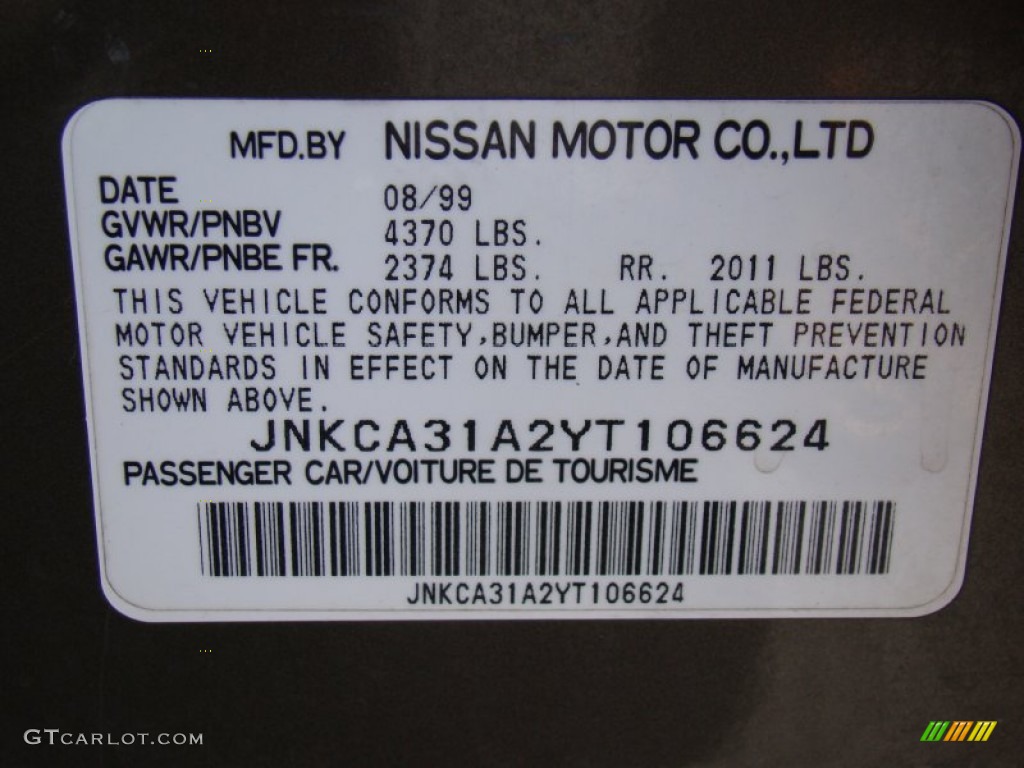 MFD.BY NISSAN MOTOR CO.,LTD
DATE 08/99
GVWR/PNBV 4370 LBS.
GAWR/PNBE FR. 2374 LBS. RR. 2011 LBS.
THIS VEHICLE CONFORMS TO ALL APPLICABLE FEDERAL
MOTOR VEHICLE SAFETY,BUMPER,AND THEFT PREVENTION
STANDARDS IN EFFECT ON THE DATE OF MANUFACTURE
SHOWN ABOVE.
JNKCA31A2YT106624
PASSENGER CAR/VOITURE DE TOURISME
JNKCA31A2YT106624
GTCARLOT.COM